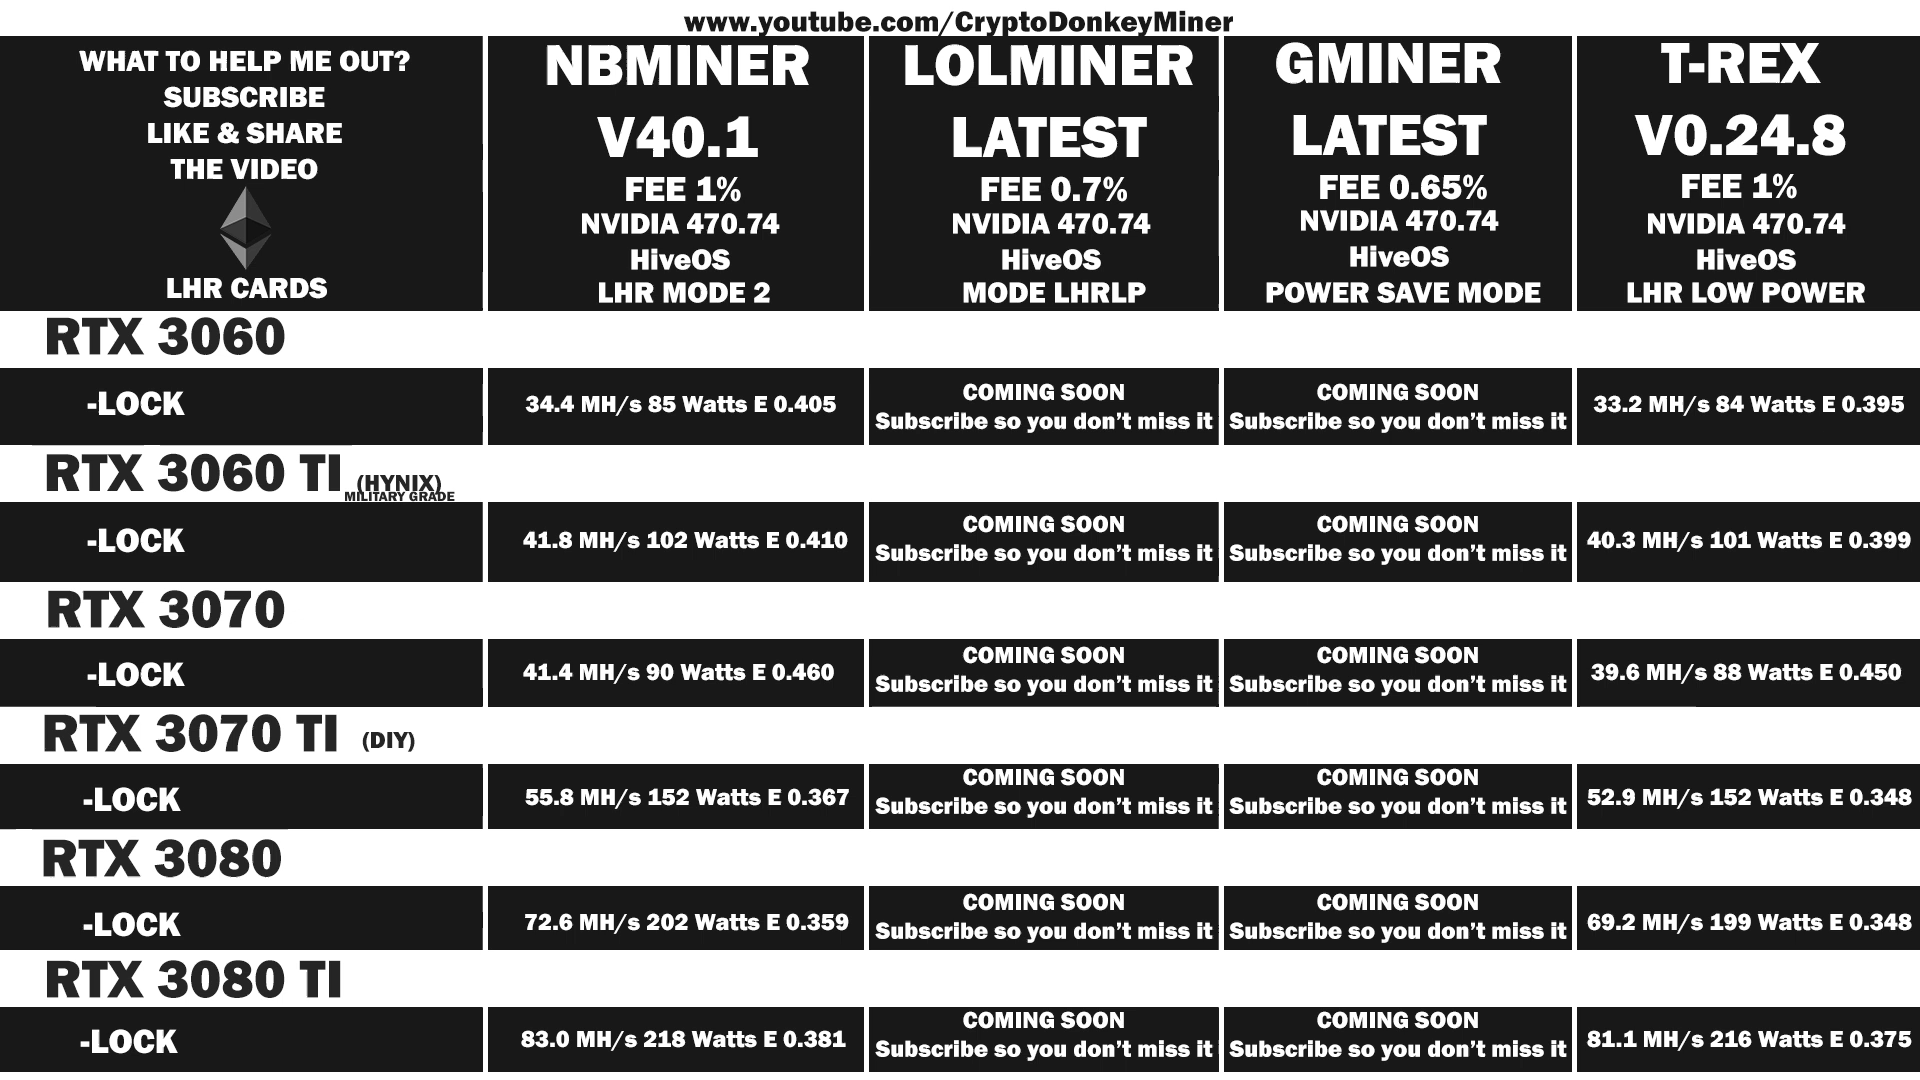 www.youtube.com/CryptoDonkeyMiner
WHAT TO HELP ME OUT?
SUBSCRIBE
LIKE & SHARE
THE VIDEO
LHR CARDS
NBMINER
V40.1
FEE 1%
NVIDIA 470.74
HiveOS
LHR MODE 2
LOLMINER
LATEST
FEE 0.7%
NVIDIA 470.74
HiveOS
MODE LHRLP
GMINER
LATEST
FEE 0.65%
NVIDIA 470.74
HiveOS
POWER SAVE MODE
T-REX
V0.24.8
FEE 1%
NVIDIA 470.74
HiveOS
LHR LOW POWER
RTX 3060
-LOCK
34.4 MH/s 85 Watts E 0.405
COMING SOON
Subscribe so you don't miss it
COMING SOON
Subscribe so you don't miss it
33.2 MH/s 84 Watts E 0.395
RTX 3060 TI (HYNIX)
MILITARY GRADE
-LOCK
41.8 MH/s 102 Watts E 0.410
COMING SOON
Subscribe so you don't miss it
COMING SOON
Subscribe so you don't miss it
40.3 MH/s 101 Watts E 0.399
RTX 3070
-LOCK
41.4 MH/s 90 Watts E 0.460
COMING SOON
Subscribe so you don't miss it
COMING SOON
Subscribe so you don't miss it
39.6 MH/s 88 Watts E 0.450
RTX 3070 TI (DIY)
-LOCK
55.8 MH/s 152 Watts E 0.367
COMING SOON
Subscribe so you don't miss it
COMING SOON
Subscribe so you don't miss it
52.9 MH/s 152 Watts E 0.348
RTX 3080
-LOCK
72.6 MH/s 202 Watts E 0.359
COMING SOON
Subscribe so you don't miss it
COMING SOON
Subscribe so you don't miss it
69.2 MH/s 199 Watts E 0.348
RTX 3080 TI
-LOCK
83.0 MH/s 218 Watts E 0.381
COMING SOON
Subscribe so you don't miss it
COMING SOON
Subscribe so you don't miss it
81.1 MH/s 216 Watts E 0.375